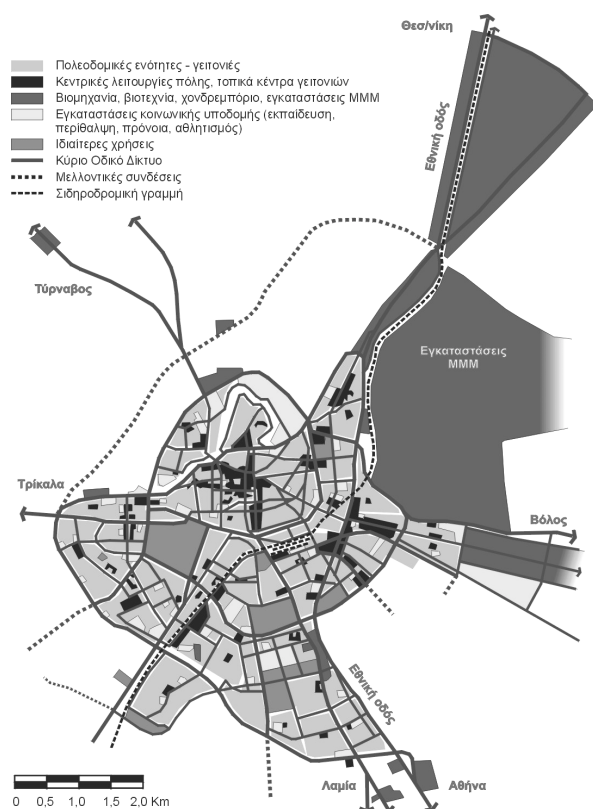 Θεσ/νίκη
Πολεοδομικές ενότητες - γειτονιές
Κεντρικές λειτουργίες πόλης, τοπικά κέντρα γειτονιών
Βιομηχανία, βιοτεχνία, χονδρεμπόριο, εγκαταστάσεις ΜΜΜ
Εγκαταστάσεις κοινωνικής υποδομής (εκπαίδευση,
περίθαλψη, πρόνοια, αθλητισμός)
Ιδιαίτερες χρήσεις
Κύριο Οδικό Δίκτυο
Μελλοντικές συνδέσεις
Σιδηροδρομική γραμμή
Εθνική οδός
Τύρναβος
Εγκαταστάσεις
ΜΜΜ
Τρίκαλα
Βόλος
Εθνική οδός
Λαμία
Αθήνα
0 0,5 1,0 1,5 2,0 Km